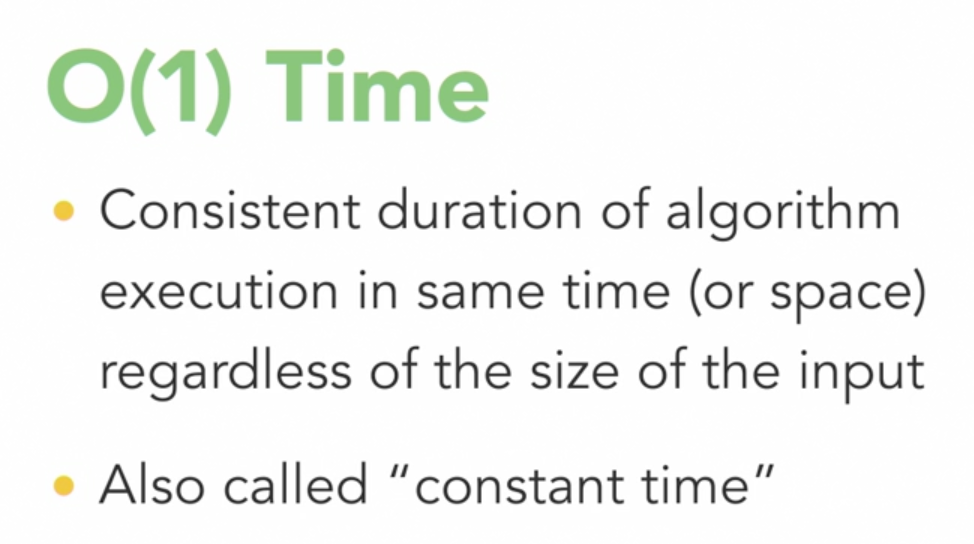 O(1) Time
• Consistent duration of algorithm
execution in same time (or space)
regardless of the size of the input
• Also called “constant time”